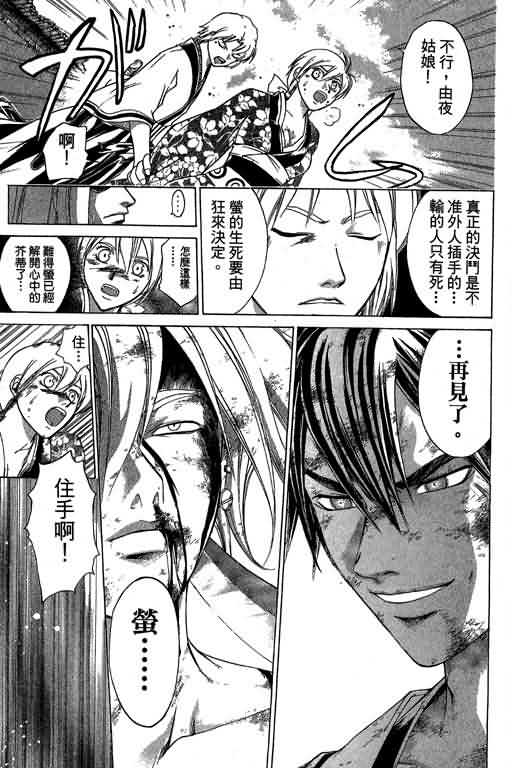 不行，由夜
姑娘！
啊！
ガガ
真正的決鬥是不
准外人插手的…
輸的人只有死…
螢的生死要由
狂來決定。
……
怎麼這樣
難得螢已經
解開心中的
芥蒂了…
…再見了。
螢……
住…
住手啊！